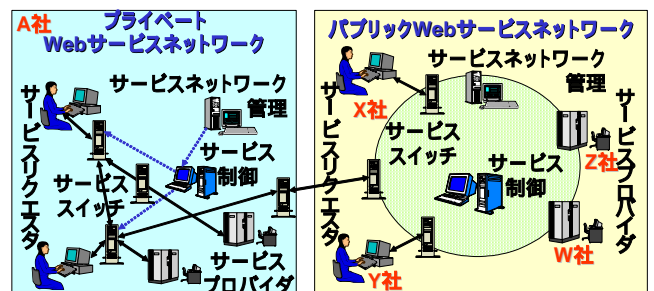 A社
プライベート
Webサービスネットワーク
サービスネットワーク
管理
サービスリクエスタ
サービス
制御
サービス
スイッチ
サービス
プロバイダ
パブリックWebサービスネットワーク
サービスネットワーク
管理
サービスリクエスタ
X社
サービス
スイッチ
サービス
制御
サービスプロバイダ
Z社
W社
Y社